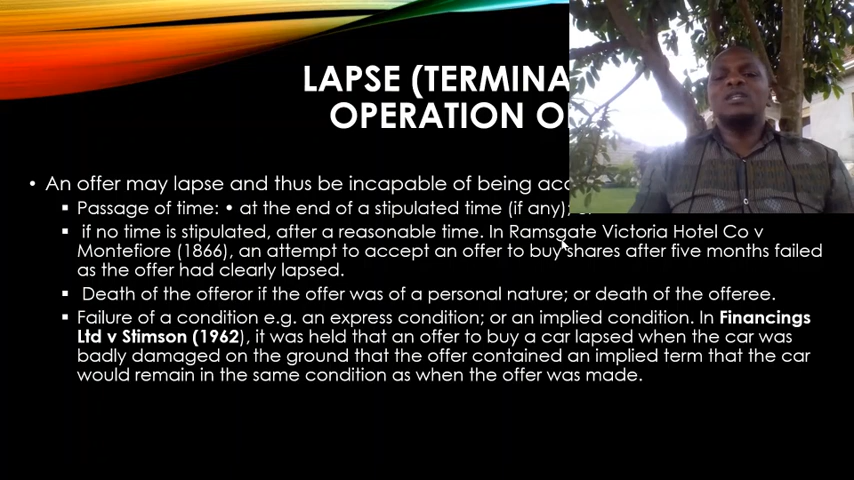 LAPSE (TERMINA
OPERATION O
• An offer may lapse and thus be incapable of being acc
▪ Passage of time: • at the end of a stipulated time (if any);
▪ if no time is stipulated, after a reasonable time. In Ramsgate Victoria Hotel Co v
Montefiore (1866), an attempt to accept an offer to buy shares after five months failed
as the offer had clearly lapsed.
▪ Death of the offeror if the offer was of a personal nature; or death of the offeree.
▪ Failure of a condition e.g. an express condition; or an implied condition. In Financings
Ltd v Stimson (1962), it was held that an offer to buy a car lapsed when the car was
badly damaged on the ground that the offer contained an implied term that the car
would remain in the same condition as when the offer was made.